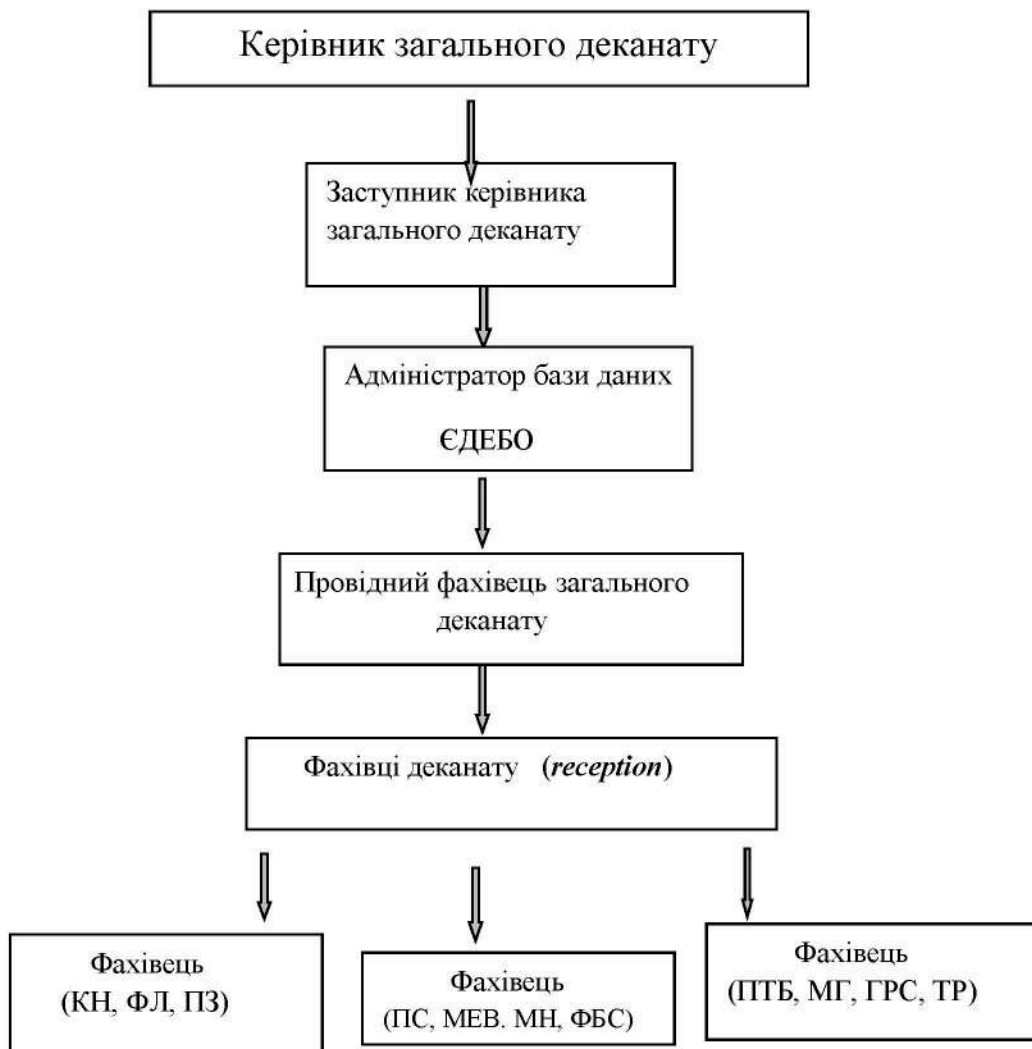 Керівник загального деканату
Заступник керівника
загального деканату
Адміністратор бази даних
ЄДЕБО
Провідний фахівець загального
деканату
Фахівці деканату (reception)
Фахівець
(КН, ФЛ, ПЗ)
Фахівець
(ПС, МЕВ. МН, ФБС)
Фахівець
(ПТБ, МГ, ГРС, ТР)